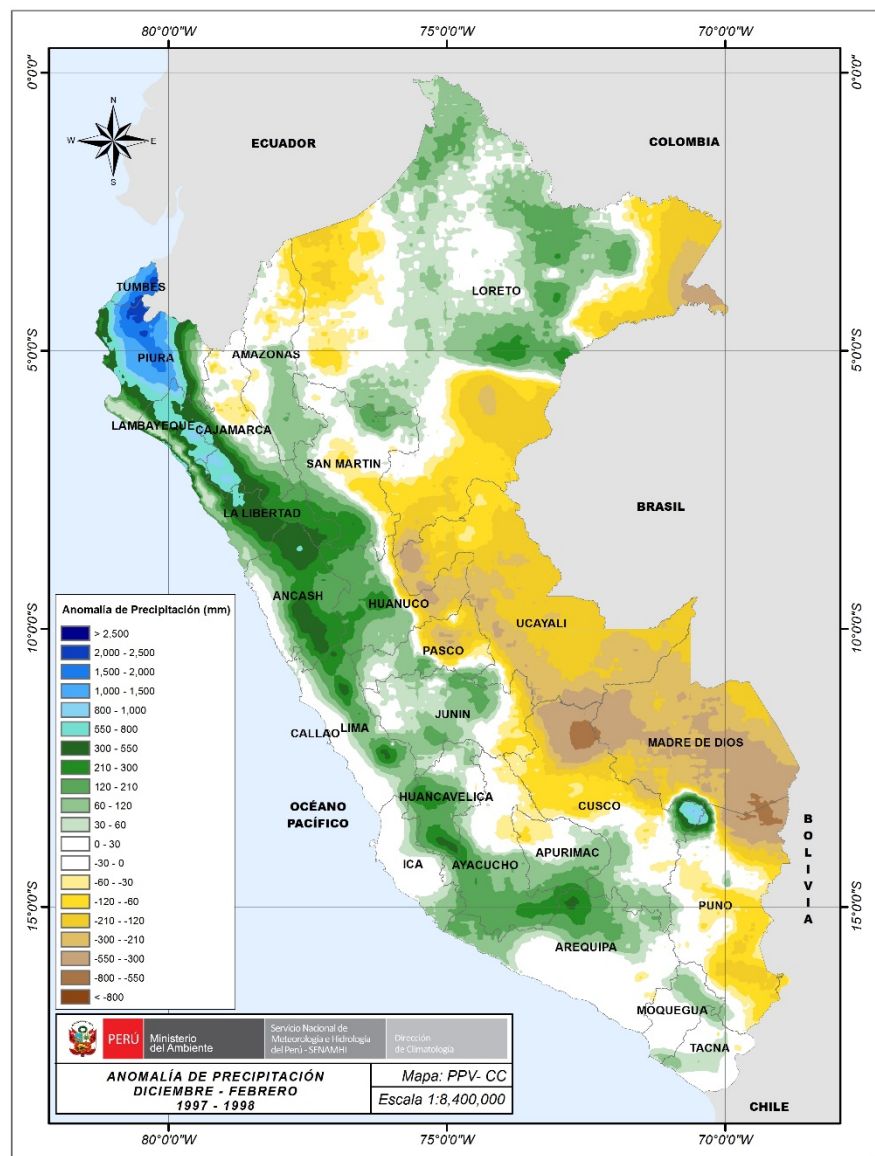 80°0'0"W 75°0'0"W 70°0'0"W
0°0'0"
0°0'0"
N
W E
S
ECUADOR
COLOMBIA
TUMBES
LORETO
5°0'0"S
5°0'0"S
PIURA
AMAZONAS
LAMBAYEQUE
CAJAMARCA
SAN MARTIN
BRASIL
LA LIBERTAD
ANCASH
HUANUCO
UCAYALI
10°0'0"S
PASCO
JUNIN
CALLAO
LIMA
MADRE DE DIOS
OCÉANO
PACÍFICO
HUANCAVELICA
CUSCO
BOLIVIA
ICA
AYACUCHO
APURIMAC
15°0'0"S
15°0'0"S
PUNO
AREQUIPA
MOQUEGUA
TACNA
CHILE
Anomalía de Precipitación (mm)
> 2.500
2,000 - 2,500
1,500 - 2,000
1,000 - 1,500
800 - 1,000
550 - 800
300 - 550
210 - 300
120 - 210
60 - 120
30 - 60
0 - 30
-30 - 0
-60 - -30
-120 - -60
-210 - -120
-300 - -210
-550 - -300
-800 - -550
< -800
PERÚ
Ministerio
del Ambiente
Servicio Nacional de
Meteorología e Hidrología
del Perú - SENAMHI
Dirección
de Climatología
ANOMALÍA DE PRECIPITACIÓN
DICIEMBRE - FEBRERO
1997 - 1998
Mapa: PPV- CC
Escala 1:8,400,000
80°0'0"W 75°0'0"W 70°0'0"W